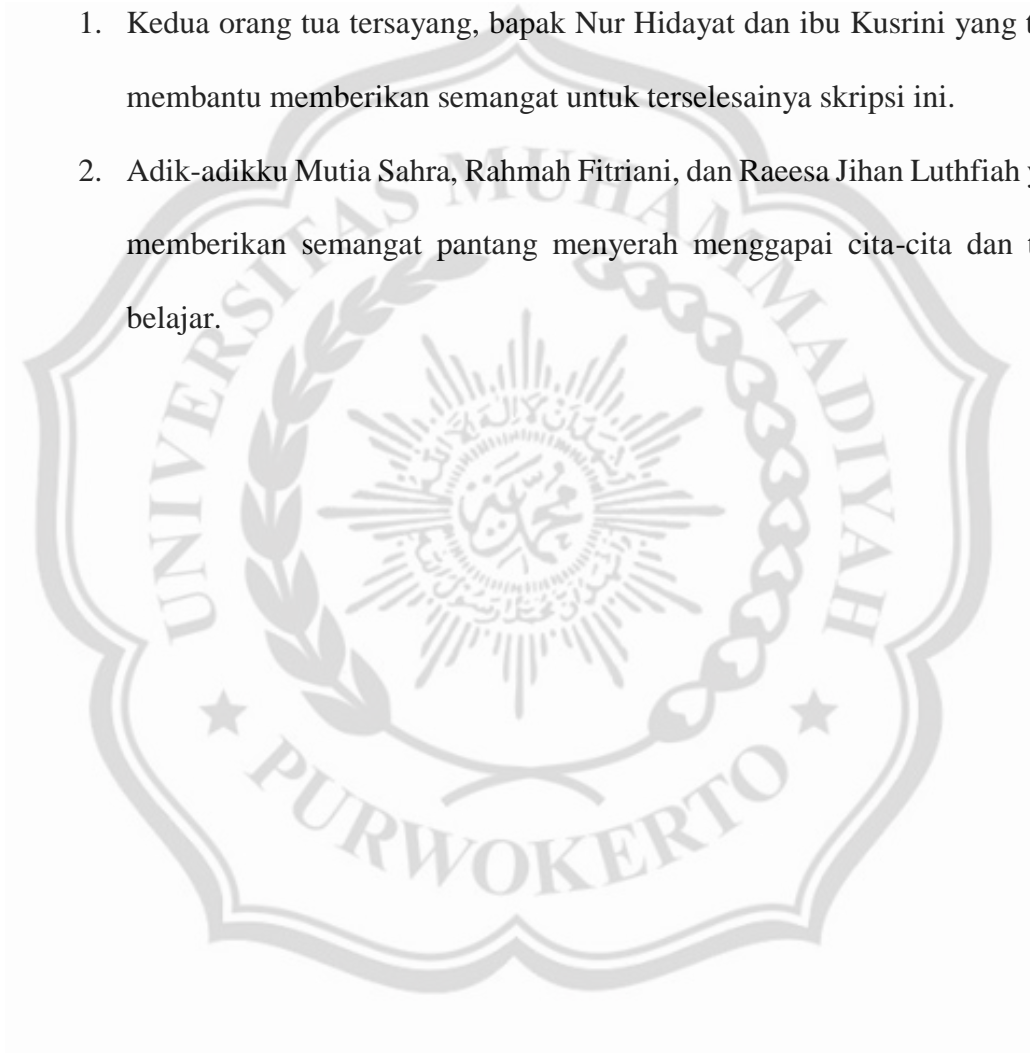 1. Kedua orang tua tersayang, bapak Nur Hidayat dan ibu Kusrini yang
membantu memberikan semangat untuk terselesainya skripsi ini.
2. Adik-adikku Mutia Sahra, Rahmah Fitriani, dan Raeesa Jihan Luthfiah
memberikan semangat pantang menyerah menggapai cita-cita dan
belajar.
UNIVERSITAS MUHAMMADIYAH
PURWOKERTO